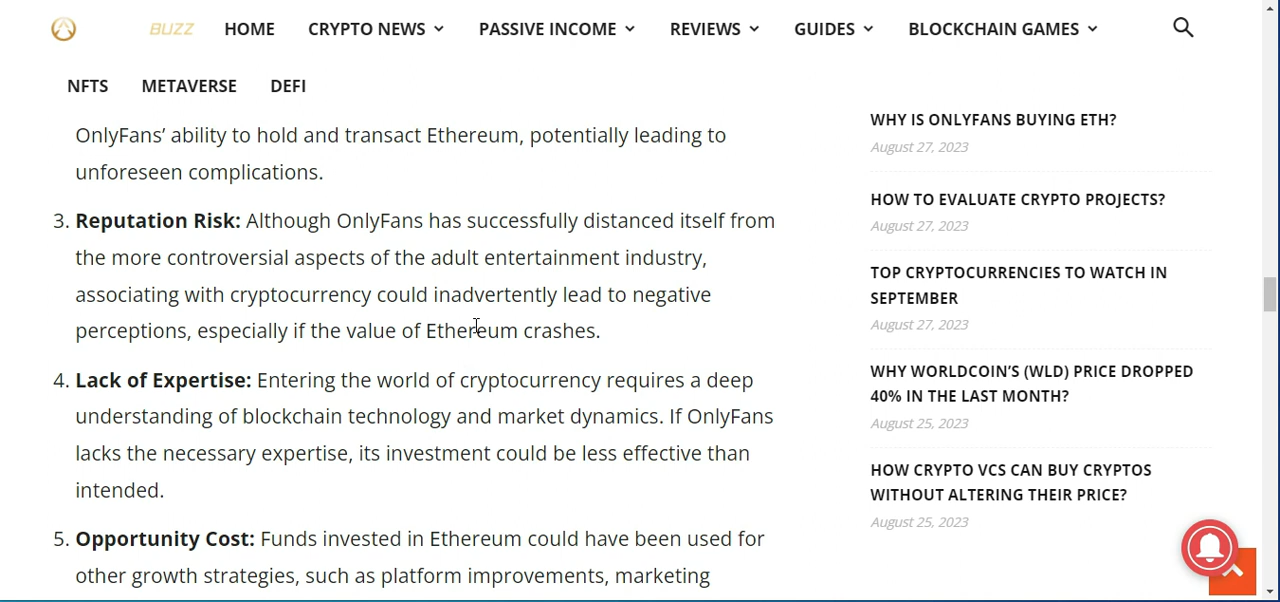 BUZZ HOME CRYPTO NEWS PASSIVE INCOME REVIEWS GUIDES BLOCKCHAIN GAMES
NFTS METAVERSE DEFI
OnlyFans’ ability to hold and transact Ethereum, potentially leading to
unforeseen complications.
3. Reputation Risk: Although OnlyFans has successfully distanced itself from
the more controversial aspects of the adult entertainment industry,
associating with cryptocurrency could inadvertently lead to negative
perceptions, especially if the value of Ethereum crashes.
4. Lack of Expertise: Entering the world of cryptocurrency requires a deep
understanding of blockchain technology and market dynamics. If OnlyFans
lacks the necessary expertise, its investment could be less effective than
intended.
5. Opportunity Cost: Funds invested in Ethereum could have been used for
other growth strategies, such as platform improvements, marketing
WHY IS ONLYFANS BUYING ETH?
August 27, 2023
HOW TO EVALUATE CRYPTO PROJECTS?
August 27, 2023
TOP CRYPTOCURRENCIES TO WATCH IN
SEPTEMBER
August 27, 2023
WHY WORLDCOIN’S (WLD) PRICE DROPPED
40% IN THE LAST MONTH?
August 25, 2023
HOW CRYPTO VCS CAN BUY CRYPTOS
WITHOUT ALTERING THEIR PRICE?
August 25, 2023